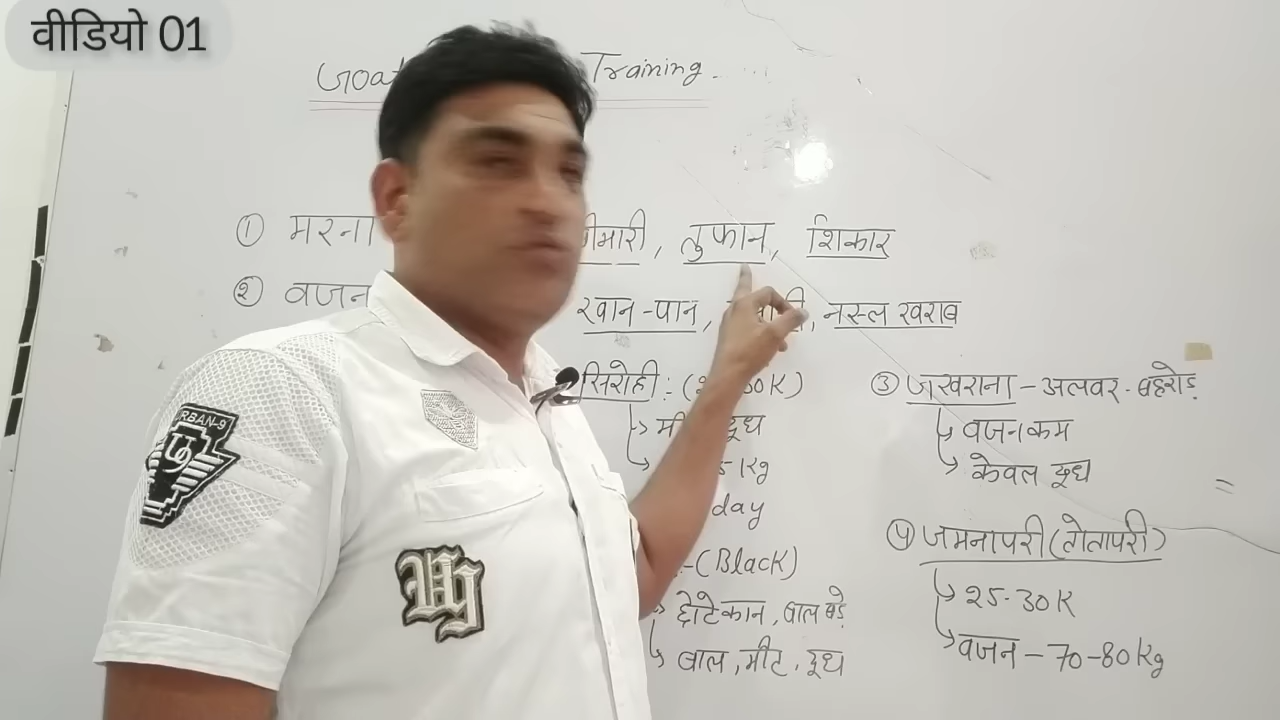 वीडियो 01
Goat Training.
① मरना तुफान, शिकार
② वजन खान-पान, नस्ल खराब
सिरोही :- K)
दूध
Kg
day
(Black)
छोटे कान, बाल बड़े
बाल, मीट, दूध
③ जखराना - अलवर - बहरोड़
वजन कम
केवल दूध
④ जमनापरी (तोतापरी)
25-30K
वजन - 70-80 Kg
URBAN-9